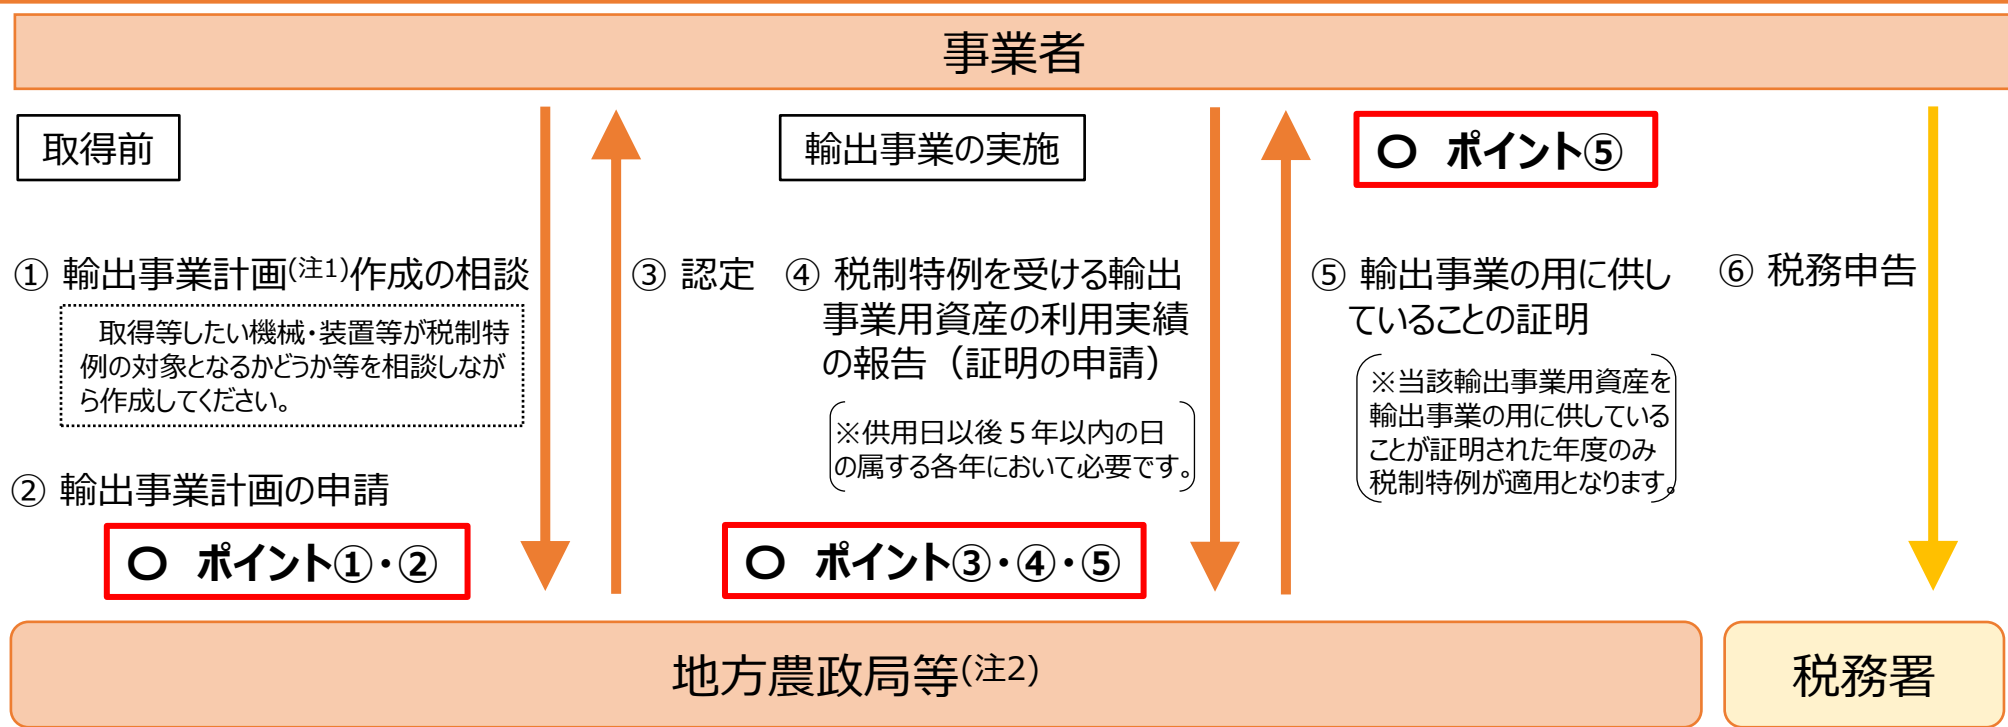 事業者
取得前
① 輸出事業計画(注1)作成の相談
取得等したい機械・装置等が税制特
例の対象となるかどうか等を相談しなが
ら作成してください。
② 輸出事業計画の申請
〇 ポイント①・②
③ 認定
輸出事業の実施
④ 税制特例を受ける輸出
事業用資産の利用実績
の報告（証明の申請）
※供用日以後５年以内の日
の属する各年において必要です。
〇 ポイント③・④・⑤
〇 ポイント⑤
⑤ 輸出事業の用に供し
ていることの証明
※当該輸出事業用資産を
輸出事業の用に供している
ことが証明された年度のみ
税制特例が適用となります。
⑥ 税務申告
地方農政局等(注2)
税務署